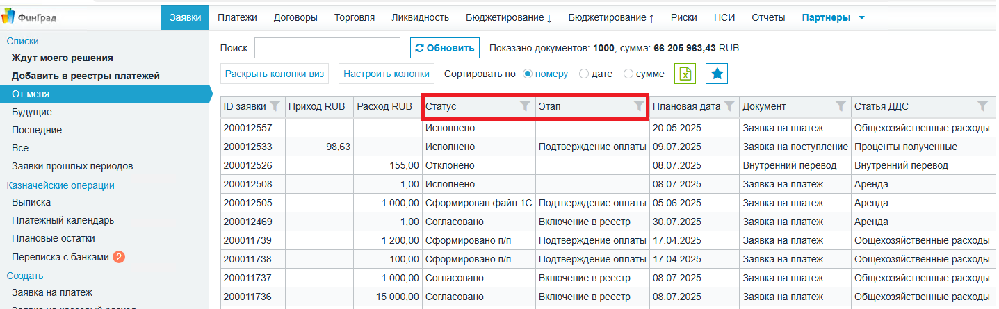 ФинГрад Заявки Платежи Договоры Торговля Ликвидность Бюджетирование ↓ Бюджетирование ↑ Риски НСИ Отчеты Партнеры
Списки
Ждут моего решения
Добавить в реестры платежей
От меня
Будущие
Последние
Все
Заявки прошлых периодов
Казначейские операции
Выписка
Платежный календарь
Плановые остатки
Переписка с банками 2
Создать
Заявка на платеж
Поиск Обновить Показано документов: 1000, сумма: 66 205 963,43 RUB
Раскрыть колонки виз Настроить колонки Сортировать по номеру дате сумме
ID заявки Приход RUB Расход RUB Статус Этап Плановая дата Документ Статья ДДС
200012557 Исполнено 20.05.2025 Заявка на платеж Общехозяйственные расходы
200012533 98,63 Исполнено Подтверждение оплаты 09.07.2025 Заявка на поступление Проценты полученные
200012526 155,00 Отклонено 08.07.2025 Внутренний перевод Внутренний перевод
200012508 1,00 Исполнено 08.07.2025 Заявка на платеж Аренда
200012505 1 000,00 Сформирован файл 1С Подтверждение оплаты 05.06.2025 Заявка на платеж Аренда
200012469 1,00 Согласовано Включение в реестр 30.07.2025 Заявка на платеж Аренда
200011739 1 200,00 Сформировано п/п Подтверждение оплаты 17.04.2025 Заявка на платеж Общехозяйственные расходы
200011738 100,00 Сформировано п/п Подтверждение оплаты 17.04.2025 Заявка на платеж Общехозяйственные расходы
200011737 1 000,00 Согласовано Включение в реестр 08.07.2025 Заявка на платеж Общехозяйственные расходы
200011736 15 000,00 Согласовано Включение в реестр 08.07.2025 Заявка на платеж Общехозяйственные расходы